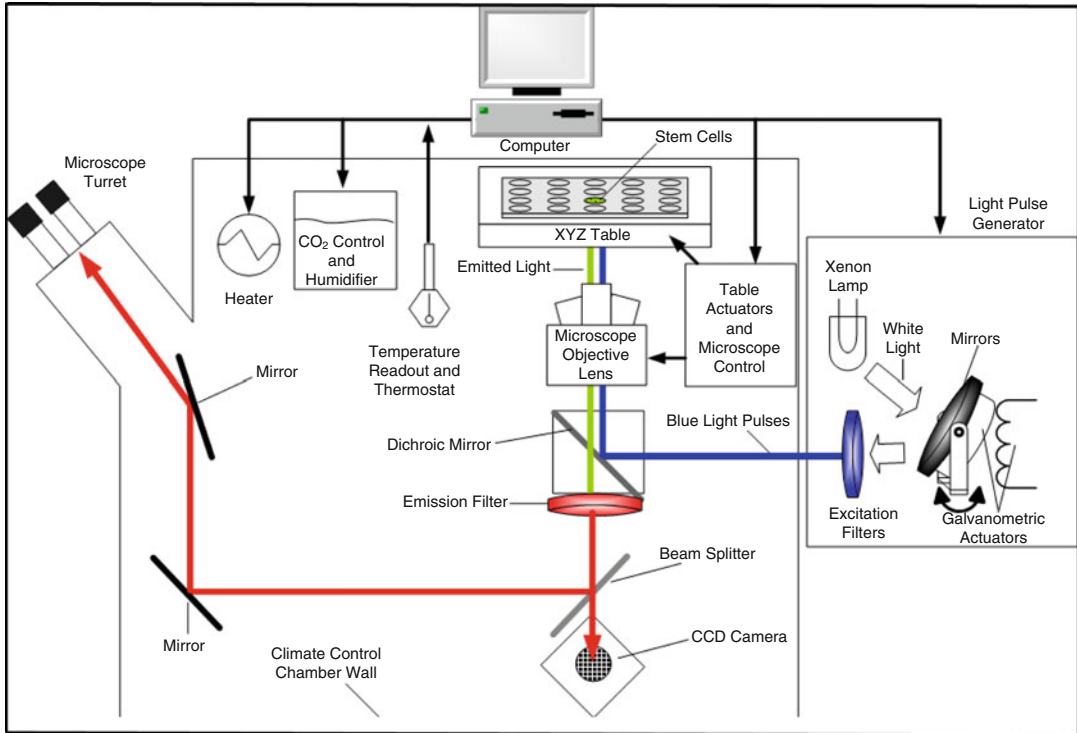 Computer
Stem Cells
Microscope
Turret
CO₂ Control
and
Humidifier
Heater
Temperature
Readout and
Thermostat
XYZ Table
Emitted Light
Microscope
Objective
Lens
Table
Actuators
and
Microscope
Control
Light Pulse
Generator
Xenon
Lamp
White
Light
Mirrors
Mirror
Dichroic Mirror
Blue Light Pulses
Emission Filter
Excitation
Filters
Galvanometric
Actuators
Beam Splitter
Mirror
CCD Camera
Climate Control
Chamber Wall